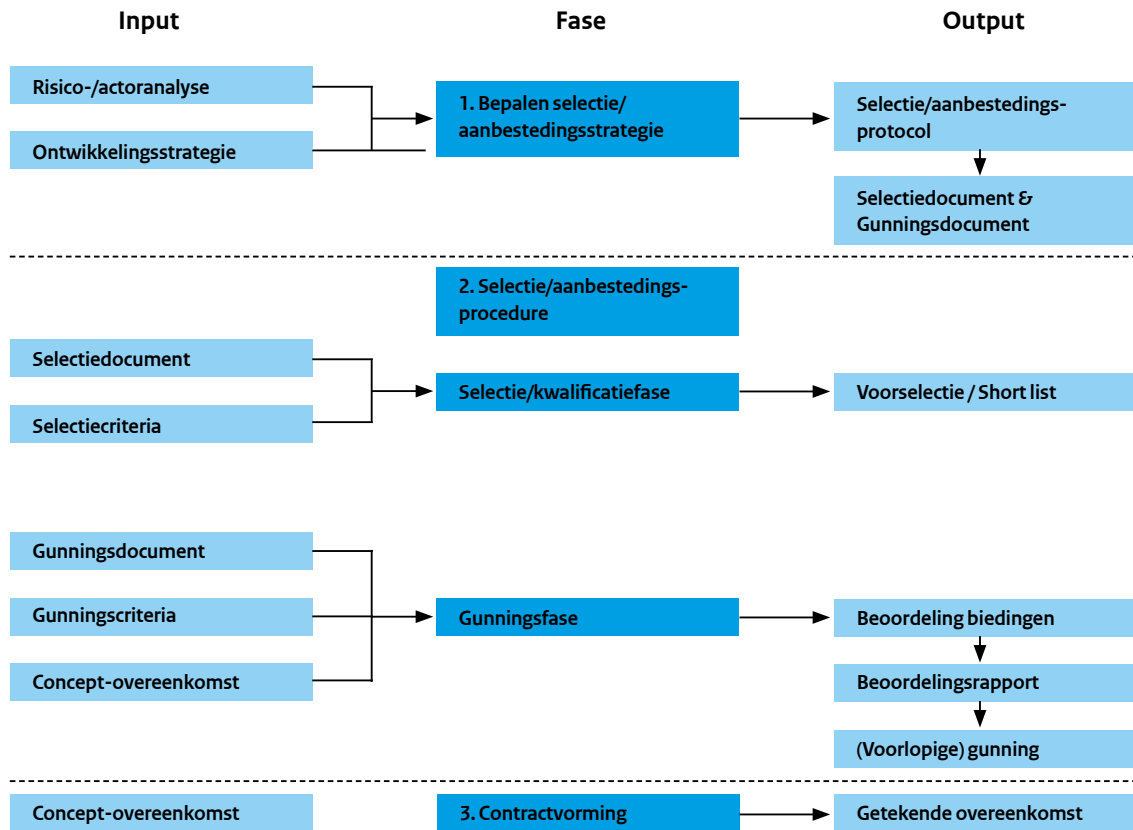 Input
Fase
Output
Risico-/actoranalyse
Ontwikkelingsstrategie
1. Bepalen selectie/
aanbestedingsstrategie
Selectie/aanbestedings-
protocol
Selectiedocument &
Gunningsdocument
2. Selectie/aanbestedings-
procedure
Selectiedocument
Selectiecriteria
Selectie/kwalificatiefase
Voorselectie / Short list
Gunningsdocument
Gunningscriteria
Concept-overeenkomst
Gunningsfase
Beoordeling biedingen
Beoordelingsrapport
(Voorlopige) gunning
Concept-overeenkomst
3. Contractvorming
Getekende overeenkomst